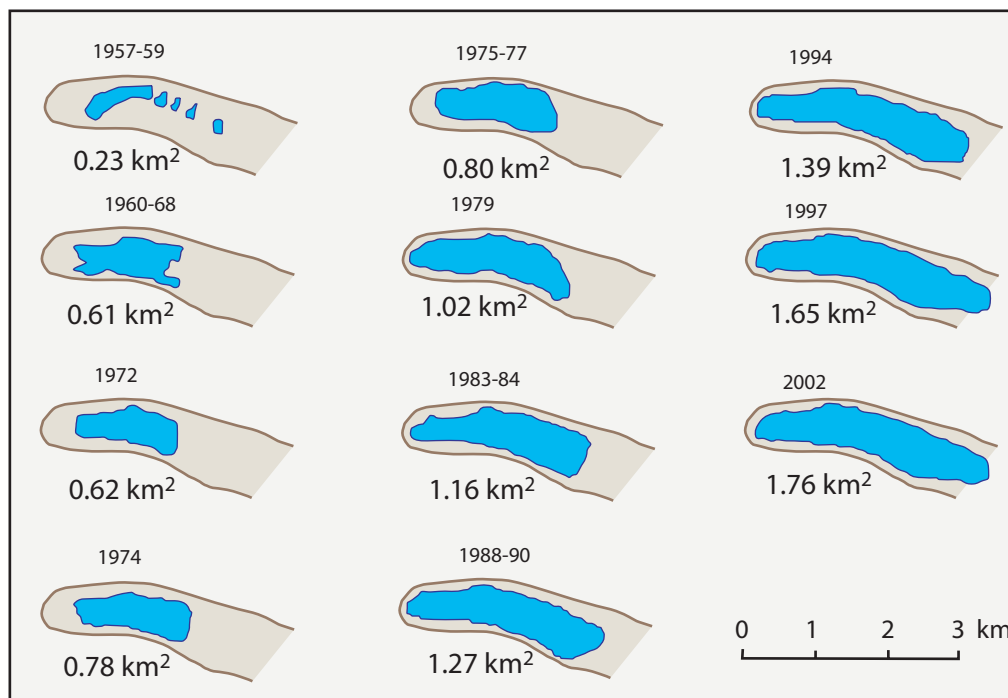 1957-59
0.23 km²
1960-68
0.61 km²
1972
0.62 km²
1974
0.78 km²
1975-77
0.80 km²
1979
1.02 km²
1983-84
1.16 km²
1988-90
1.27 km²
1994
1.39 km²
1997
1.65 km²
2002
1.76 km²
0 1 2 3 km